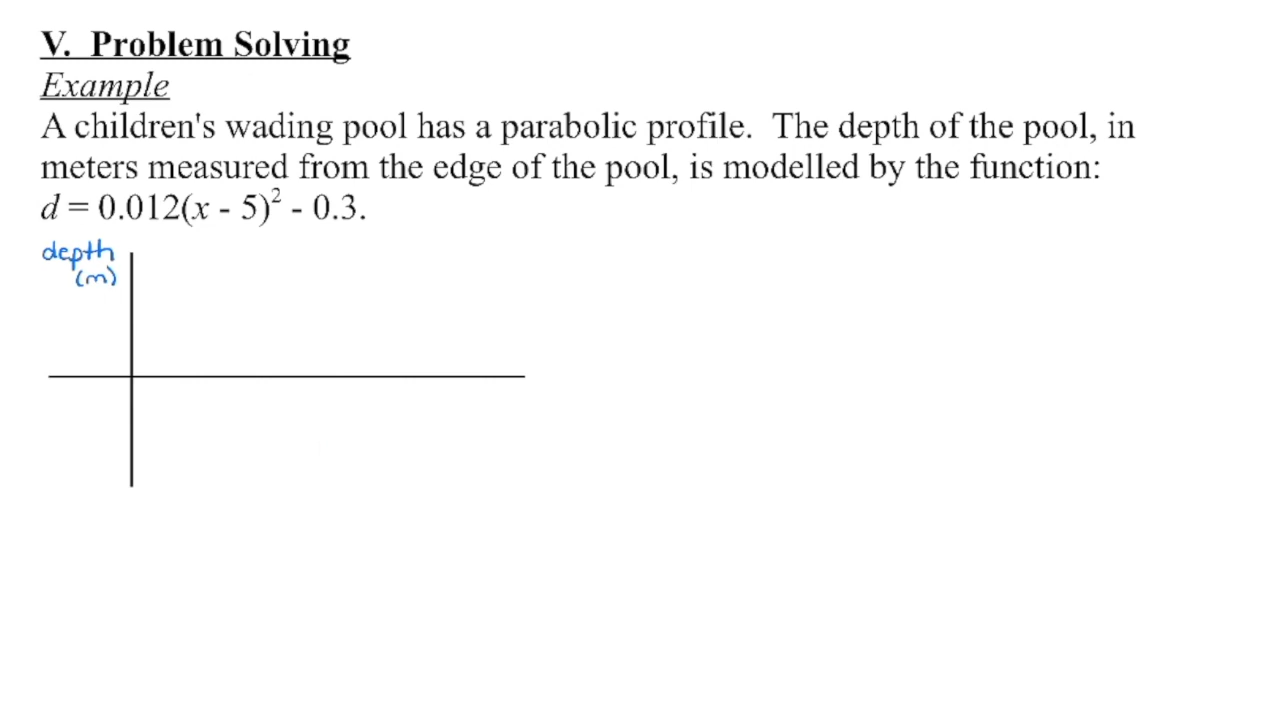 V. Problem Solving
Example
A children's wading pool has a parabolic profile. The depth of the pool, in
meters measured from the edge of the pool, is modelled by the function:
d = 0.012(x - 5)² - 0.3.
depth
(m)